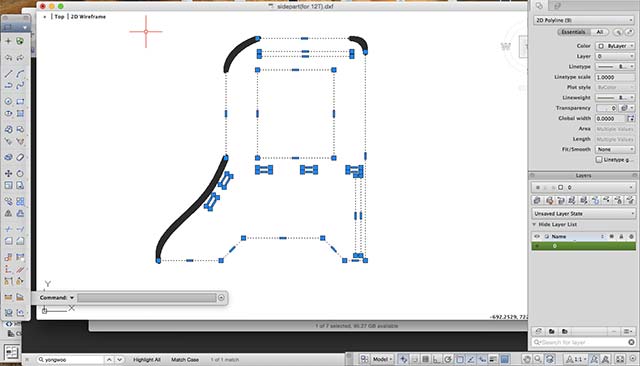 sidepart(for 12T).dxf
Top
2D Wireframe
W
T
Y
X
Command:
-692.2529, 722
1 of 7 selected, 95.27 GB available
yongwoo
Highlight All
Match Case
1 of 1 match
Model
1:1
2D Polyline (9)
Essentials
All
Color
ByLayer
Layer
0
Linetype
B...
Linetype scale
1.0000
Plot style
ByColor
Lineweight
B...
Transparency
0
Global width
0.0000
Area
Multiple Values
Length
Multiple Values
Fit/Smooth
None
Linetype g...
Layers
0
Unsaved Layer State
Hide Layer List
Name
0
Search for layer